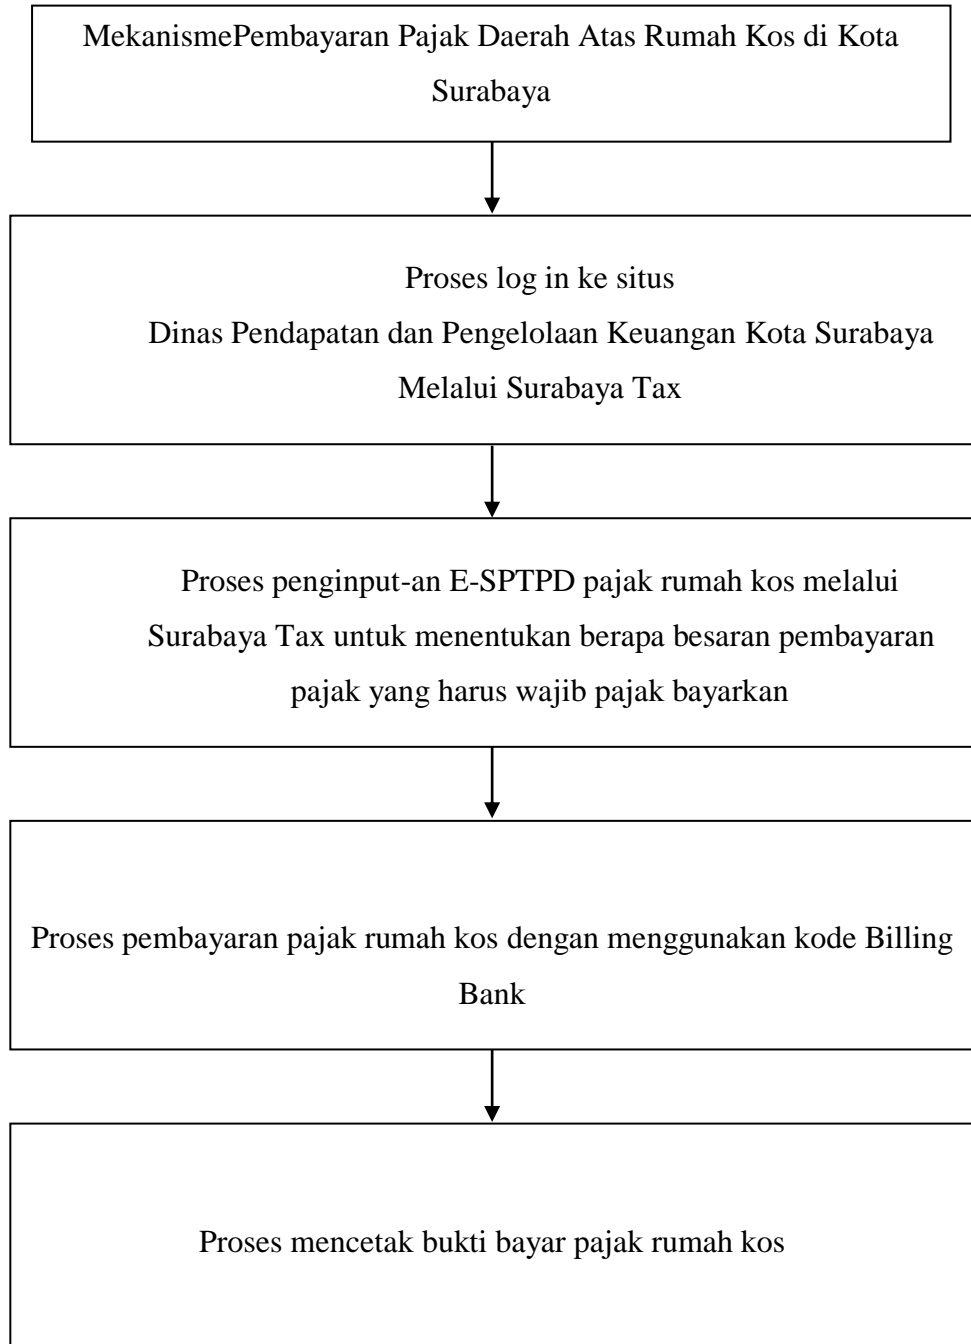 MekanismePembayaran Pajak Daerah Atas Rumah Kos di Kota
Surabaya
Proses log in ke situs
Dinas Pendapatan dan Pengelolaan Keuangan Kota Surabaya
Melalui Surabaya Tax
Proses penginput-an E-SPTPD pajak rumah kos melalui
Surabaya Tax untuk menentukan berapa besaran pembayaran
pajak yang harus wajib pajak bayarkan
Proses pembayaran pajak rumah kos dengan menggunakan kode Billing
Bank
Proses mencetak bukti bayar pajak rumah kos